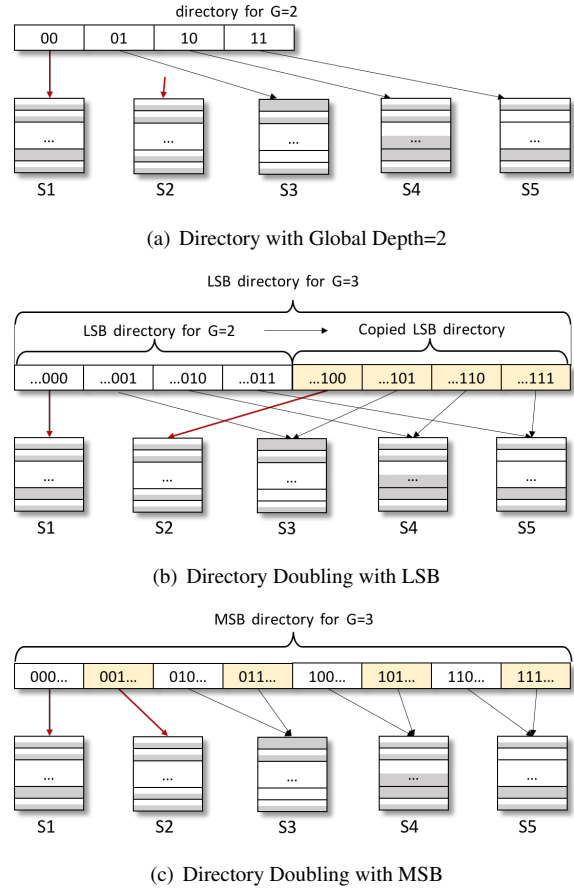 directory for G=2
00 01 10 11
... ... ... ... ...
S1 S2 S3 S4 S5
(a) Directory with Global Depth=2
LSB directory for G=3
LSB directory for G=2 Copied LSB directory
...000 ...001 ...010 ...011 ...100 ...101 ...110 ...111
... ... ... ... ...
S1 S2 S3 S4 S5
(b) Directory Doubling with LSB
MSB directory for G=3
000... 001... 010... 011... 100... 101... 110... 111...
... ... ... ... ...
S1 S2 S3 S4 S5
(c) Directory Doubling with MSB